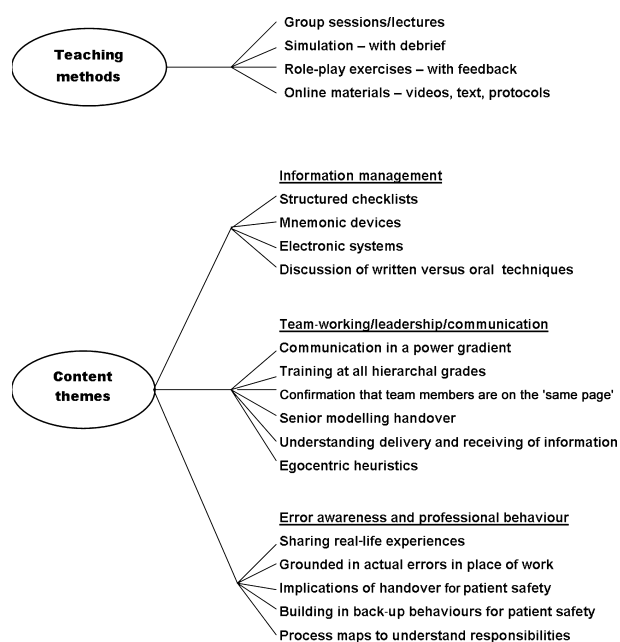 Teaching
methods
Group sessions/lectures
Simulation – with debrief
Role-play exercises – with feedback
Online materials – videos, text, protocols
Content
themes
Information management
Structured checklists
Mnemonic devices
Electronic systems
Discussion of written versus oral techniques
Team-working/leadership/communication
Communication in a power gradient
Training at all hierarchal grades
Confirmation that team members are on the 'same page'
Senior modelling handover
Understanding delivery and receiving of information
Egocentric heuristics
Error awareness and professional behaviour
Sharing real-life experiences
Grounded in actual errors in place of work
Implications of handover for patient safety
Building in back-up behaviours for patient safety
Process maps to understand responsibilities